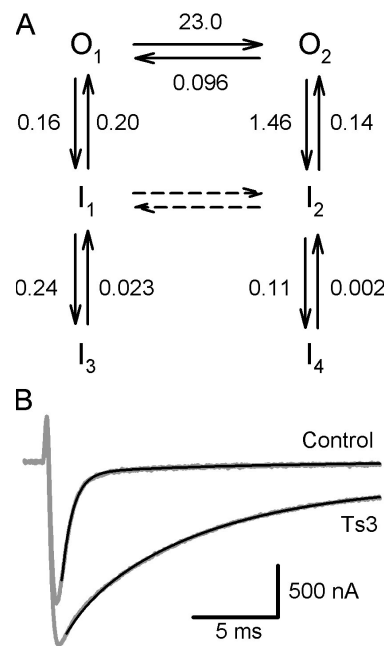 A
23.0
O1 O2
0.096
0.16 0.20 1.46 0.14
I1 I2
0.24 0.023 0.11 0.002
I3 I4
B
Control
Ts3
500 nA
5 ms